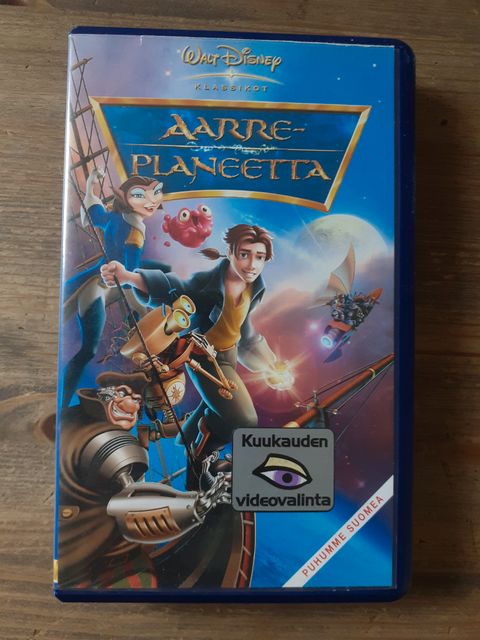 WALT DISNEY
KLASSIKOT
AARRE-
PLANEETTA
Kuukauden
videovalinta
PUHUMME SUOMEA